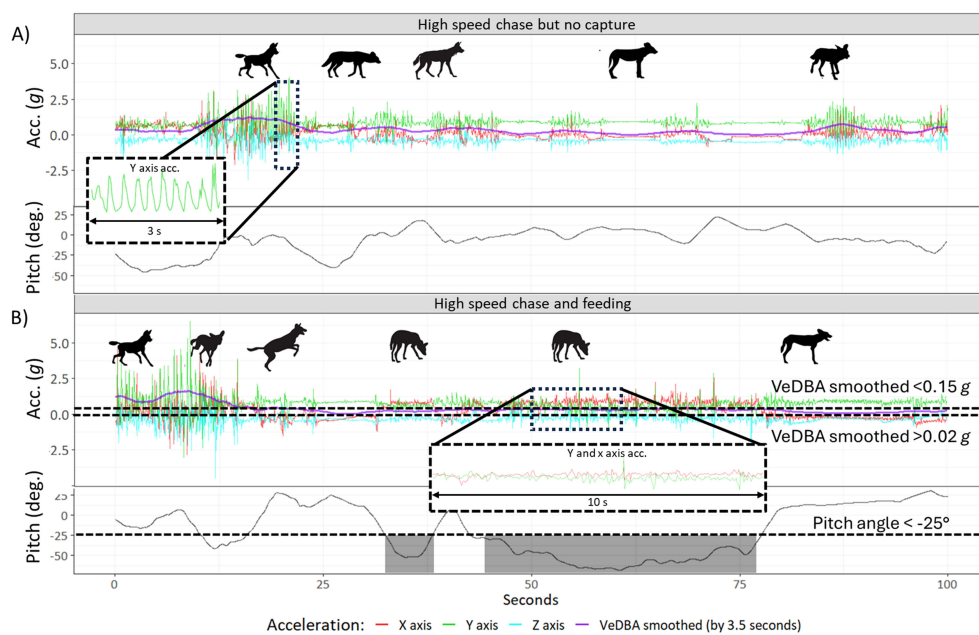 High speed chase but no capture
A)
Acc. (g)
5.0
2.5
0.0
-2.5
Y axis acc.
3 s
Pitch (deg.)
25
0
-25
-50
High speed chase and feeding
B)
Acc. (g)
5.0
2.5
0.0
2.5
VeDBA smoothed <0.15 g
VeDBA smoothed >0.02 g
Y and x axis acc.
10 s
Pitch (deg.)
25
0
-25
-50
Pitch angle < -25°
0 25 50 75 100
Seconds
Acceleration: X axis Y axis Z axis VeDBA smoothed (by 3.5 seconds)